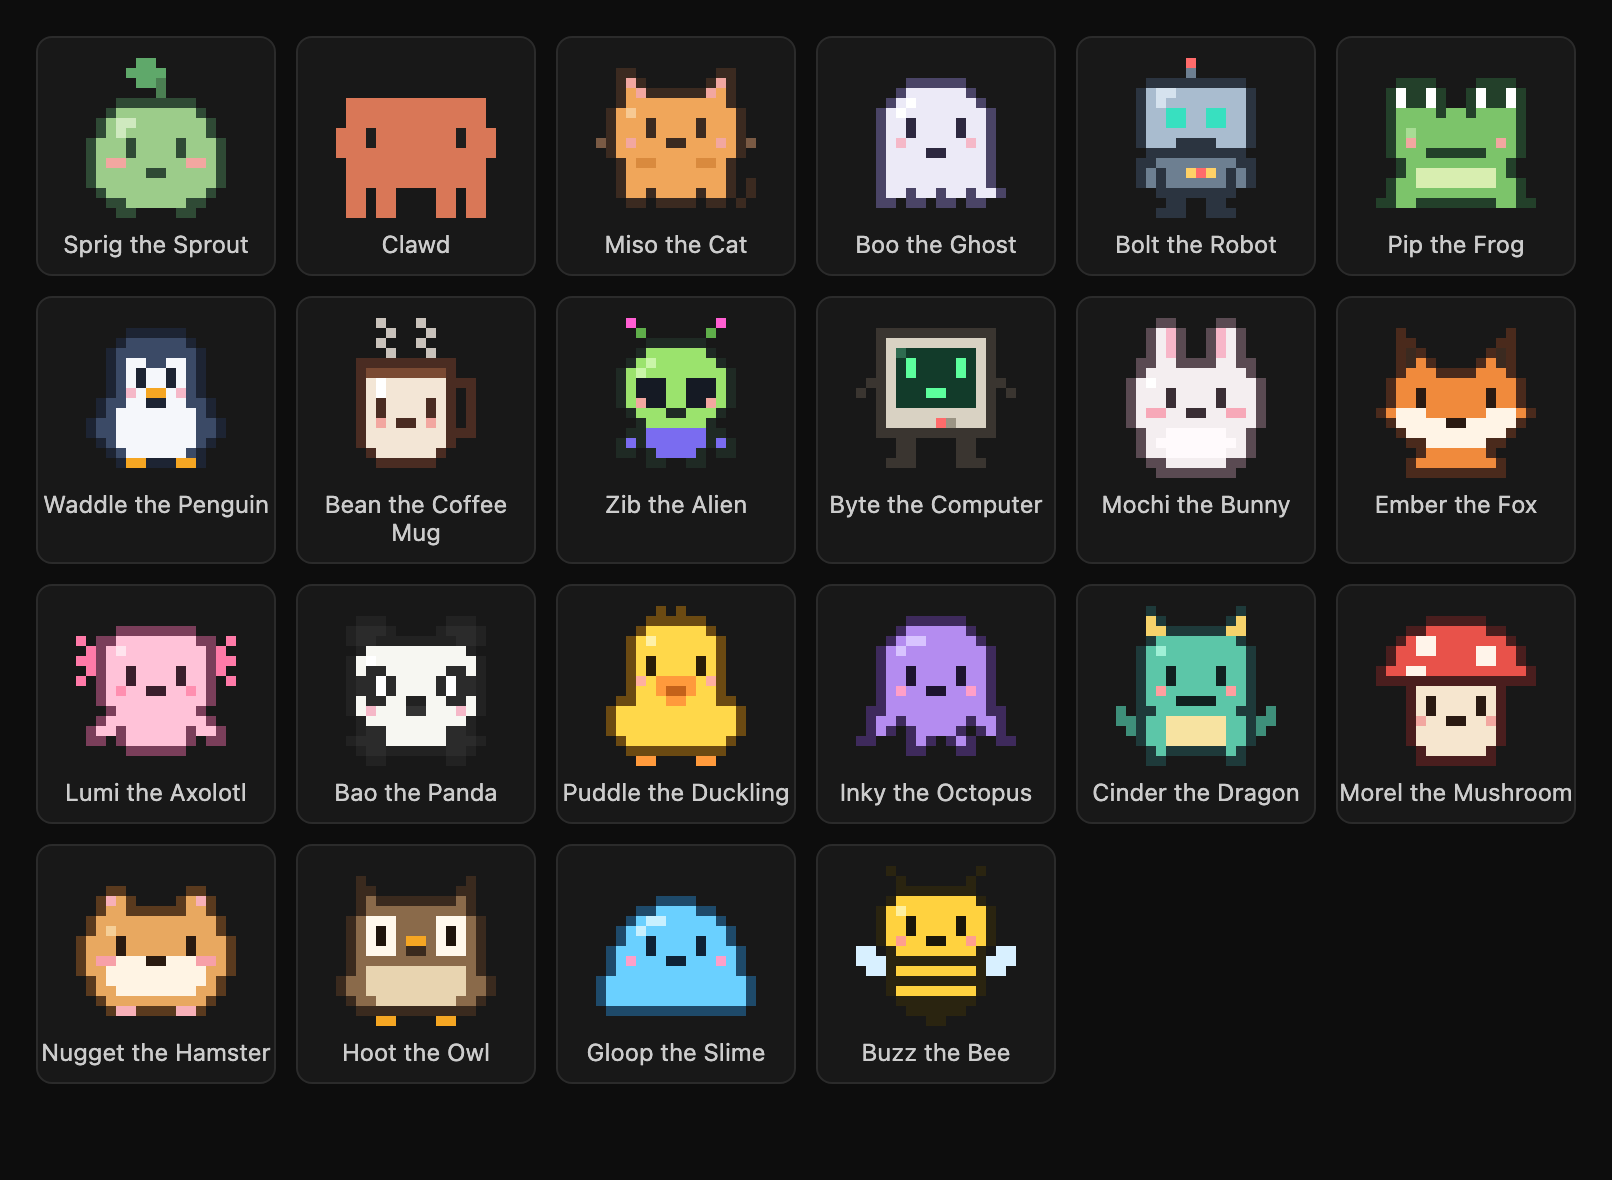 Sprig the Sprout
Clawd
Miso the Cat
Boo the Ghost
Bolt the Robot
Pip the Frog
Waddle the Penguin
Bean the Coffee
Mug
Zib the Alien
Byte the Computer
Mochi the Bunny
Ember the Fox
Lumi the Axolotl
Bao the Panda
Puddle the Duckling
Inky the Octopus
Cinder the Dragon
Morel the Mushroom
Nugget the Hamster
Hoot the Owl
Gloop the Slime
Buzz the Bee